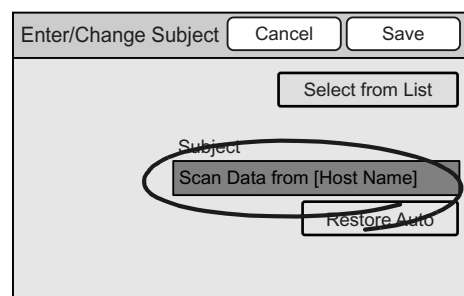 Enter/Change Subject Cancel Save
Select from List
Subject
Scan Data from [Host Name]
Restore Auto